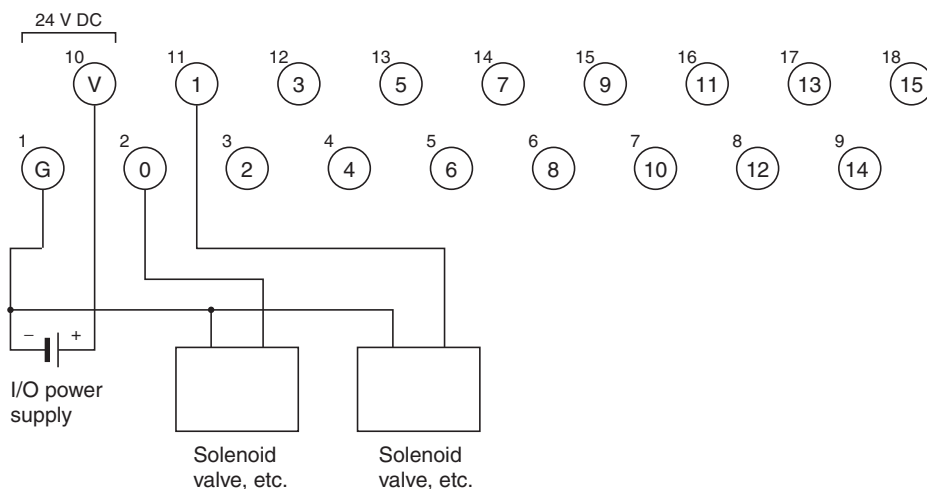 24 V DC
10 11 12 13 14 15 16 17 18
V 1 3 5 7 9 11 13 15
1 2 3 4 5 6 7 8 9
G 0 2 4 6 8 10 12 14
− +
I/O power
supply
Solenoid
valve, etc.
Solenoid
valve, etc.